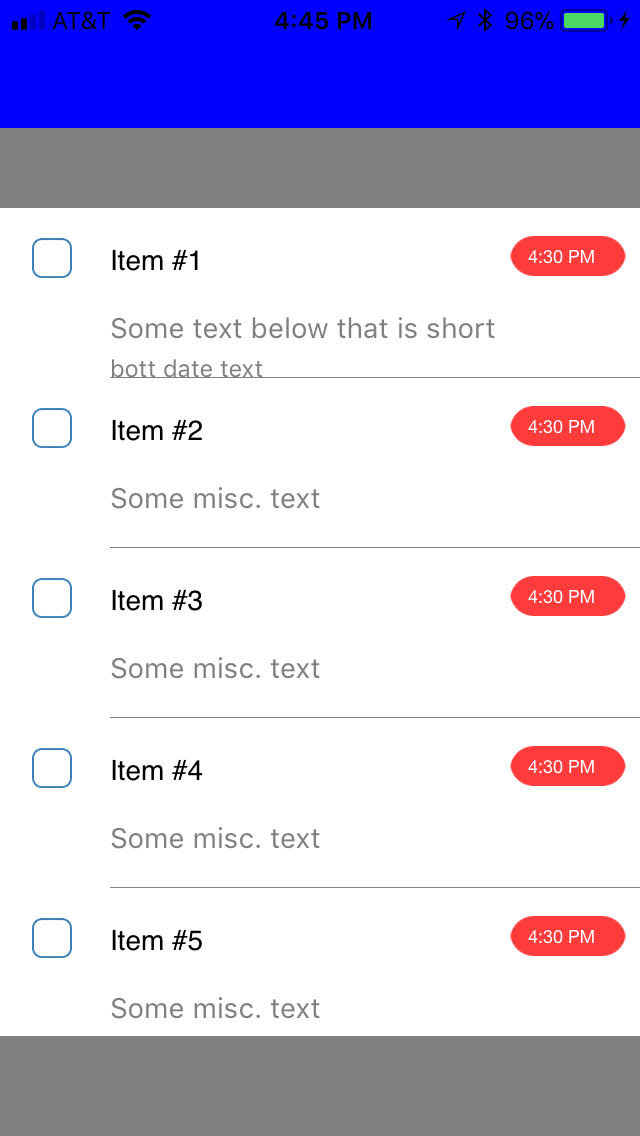 AT&T 4:45 PM 96%
Item #1 4:30 PM
Some text below that is short
bott date text
Item #2 4:30 PM
Some misc. text
Item #3 4:30 PM
Some misc. text
Item #4 4:30 PM
Some misc. text
Item #5 4:30 PM
Some misc. text